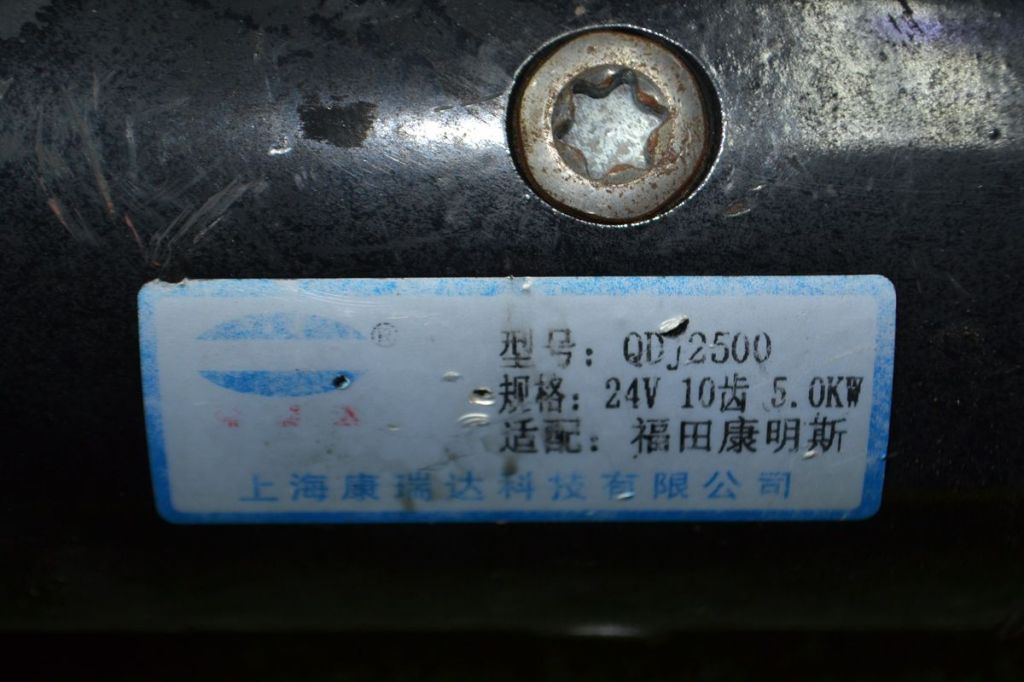 ®
型号: QDj2500
规格: 24V 10齿 5.0KW
适配: 福田康明斯
上海康瑞达科技有限公司